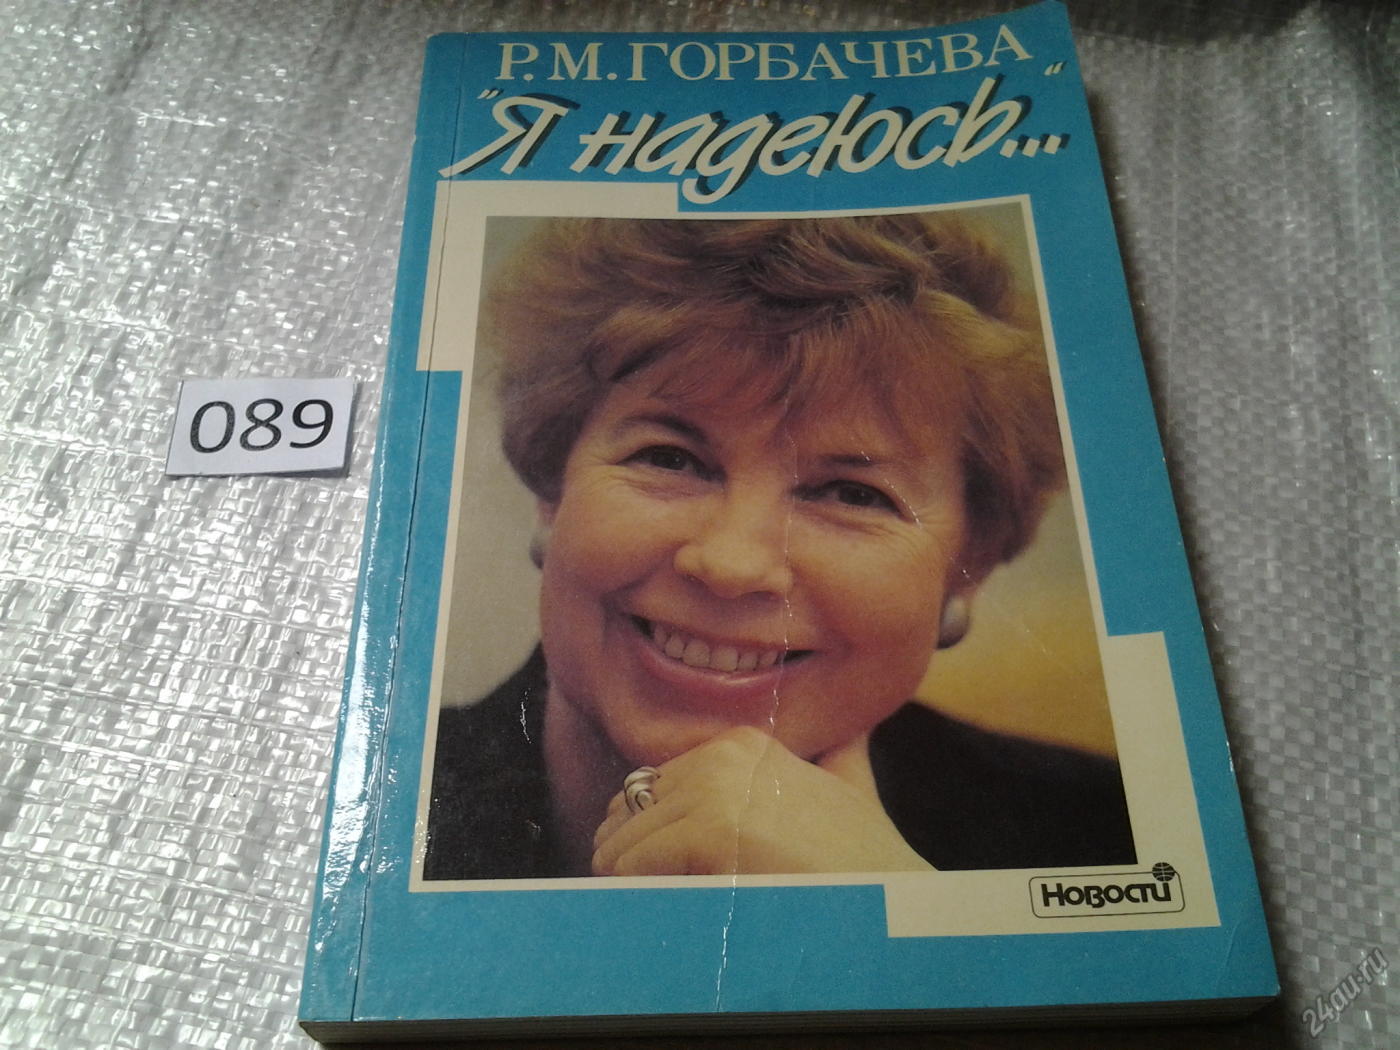 Р.М.ГОРБАЧЕВА
"Я надеюсь..."
089
Новости
24au.ru